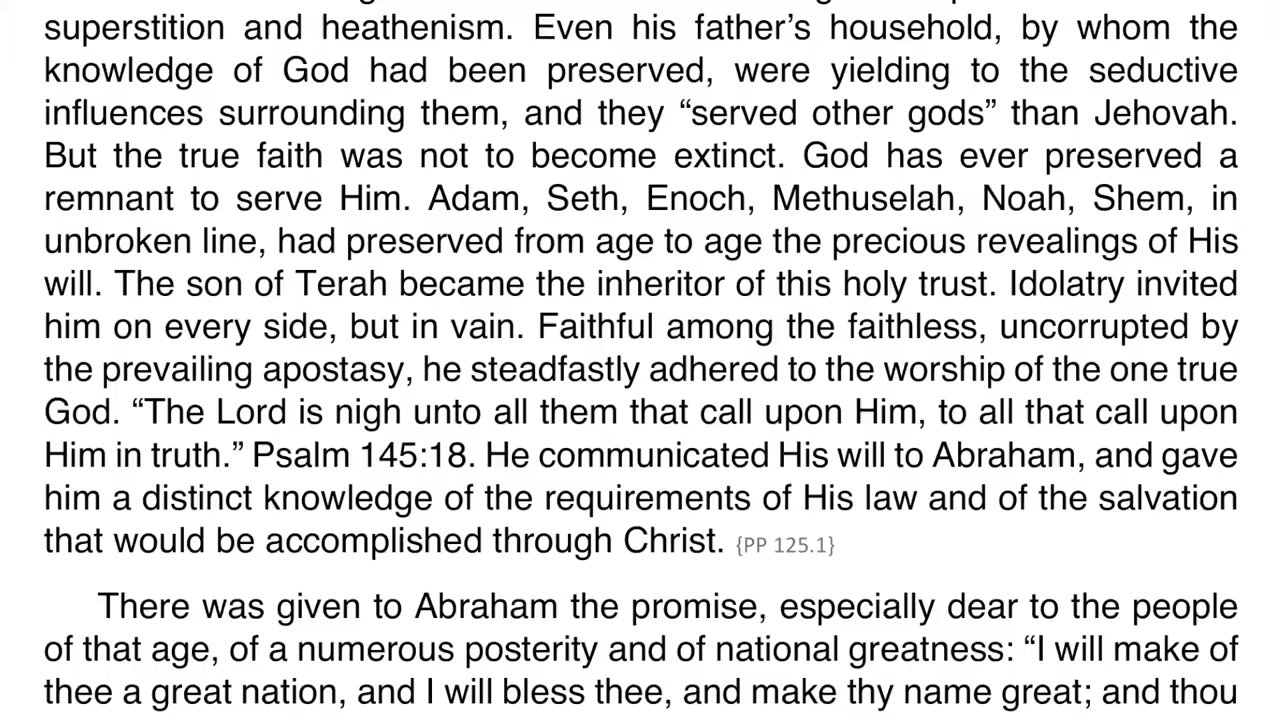 superstition and heathenism. Even his father’s household, by whom the
knowledge of God had been preserved, were yielding to the seductive
influences surrounding them, and they “served other gods” than Jehovah.
But the true faith was not to become extinct. God has ever preserved a
remnant to serve Him. Adam, Seth, Enoch, Methuselah, Noah, Shem, in
unbroken line, had preserved from age to age the precious revealings of His
will. The son of Terah became the inheritor of this holy trust. Idolatry invited
him on every side, but in vain. Faithful among the faithless, uncorrupted by
the prevailing apostasy, he steadfastly adhered to the worship of the one true
God. “The Lord is nigh unto all them that call upon Him, to all that call upon
Him in truth.” Psalm 145:18. He communicated His will to Abraham, and gave
him a distinct knowledge of the requirements of His law and of the salvation
that would be accomplished through Christ. {PP 125.1}
There was given to Abraham the promise, especially dear to the people
of that age, of a numerous posterity and of national greatness: “I will make of
thee a great nation, and I will bless thee, and make thy name great; and thou